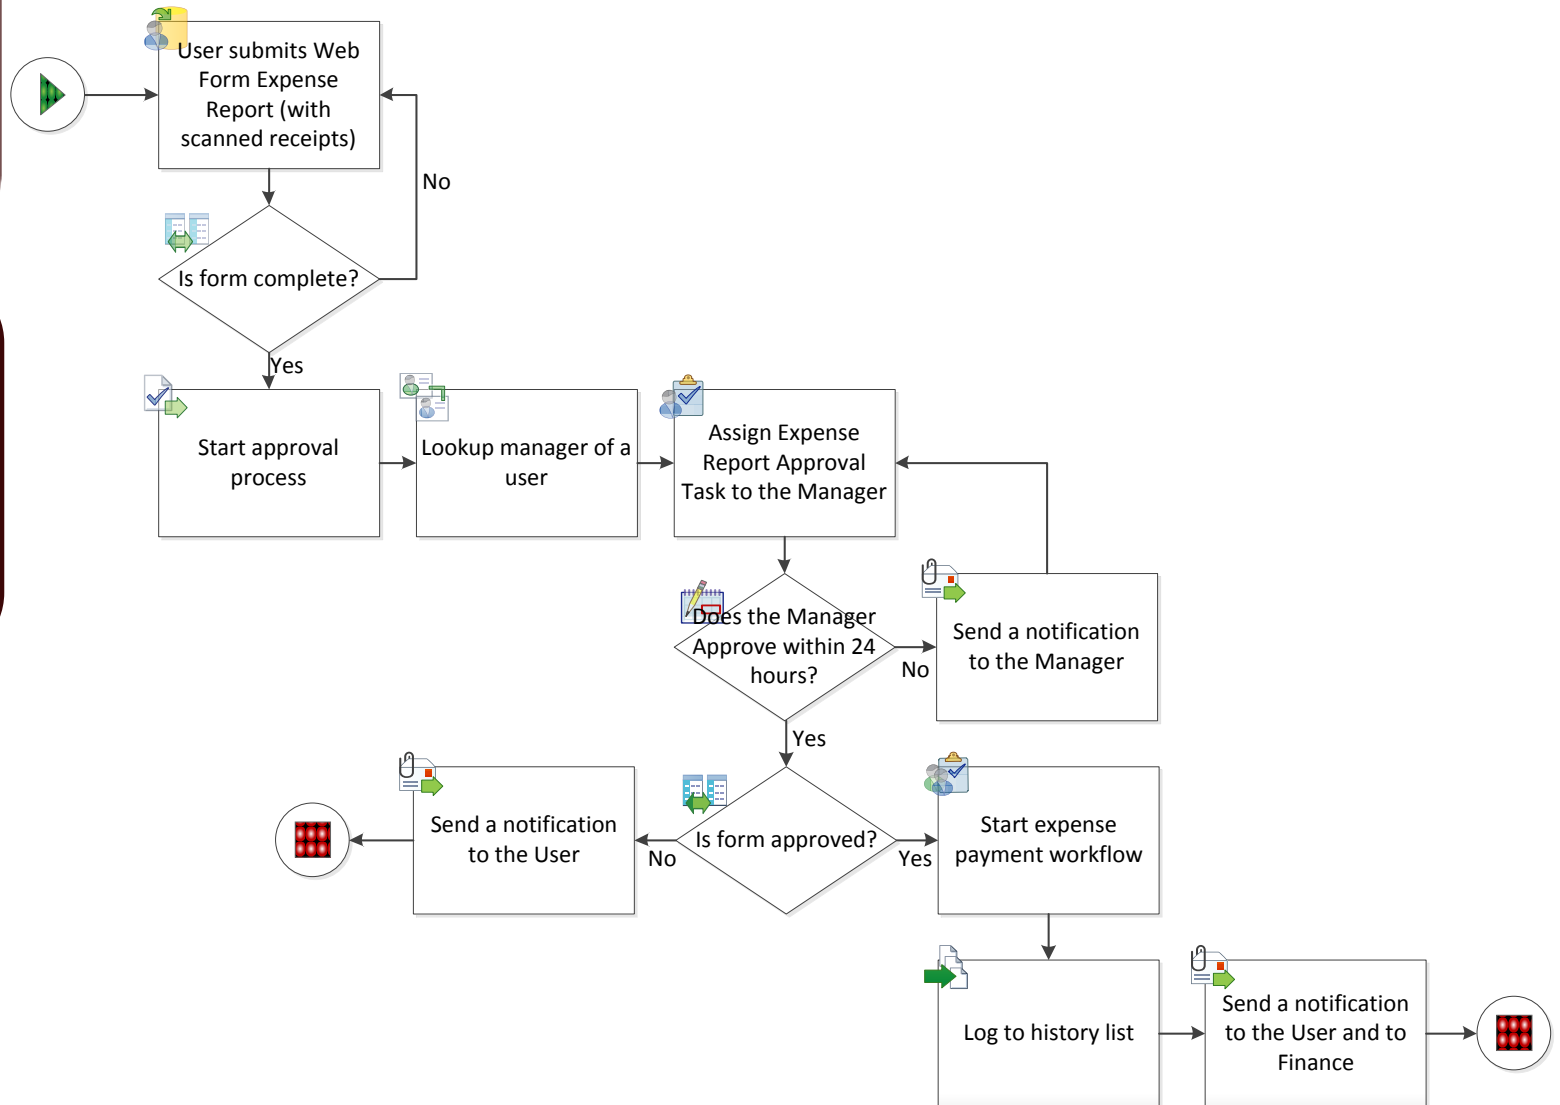 User submits Web
Form Expense
Report (with
scanned receipts)
No
Is form complete?
Yes
Start approval
process
Lookup manager of a
user
Assign Expense
Report Approval
Task to the Manager
Does the Manager
Approve within 24
hours?
No
Send a notification
to the Manager
Yes
Send a notification
to the User
No
Is form approved?
Yes
Start expense
payment workflow
Log to history list
Send a notification
to the User and to
Finance